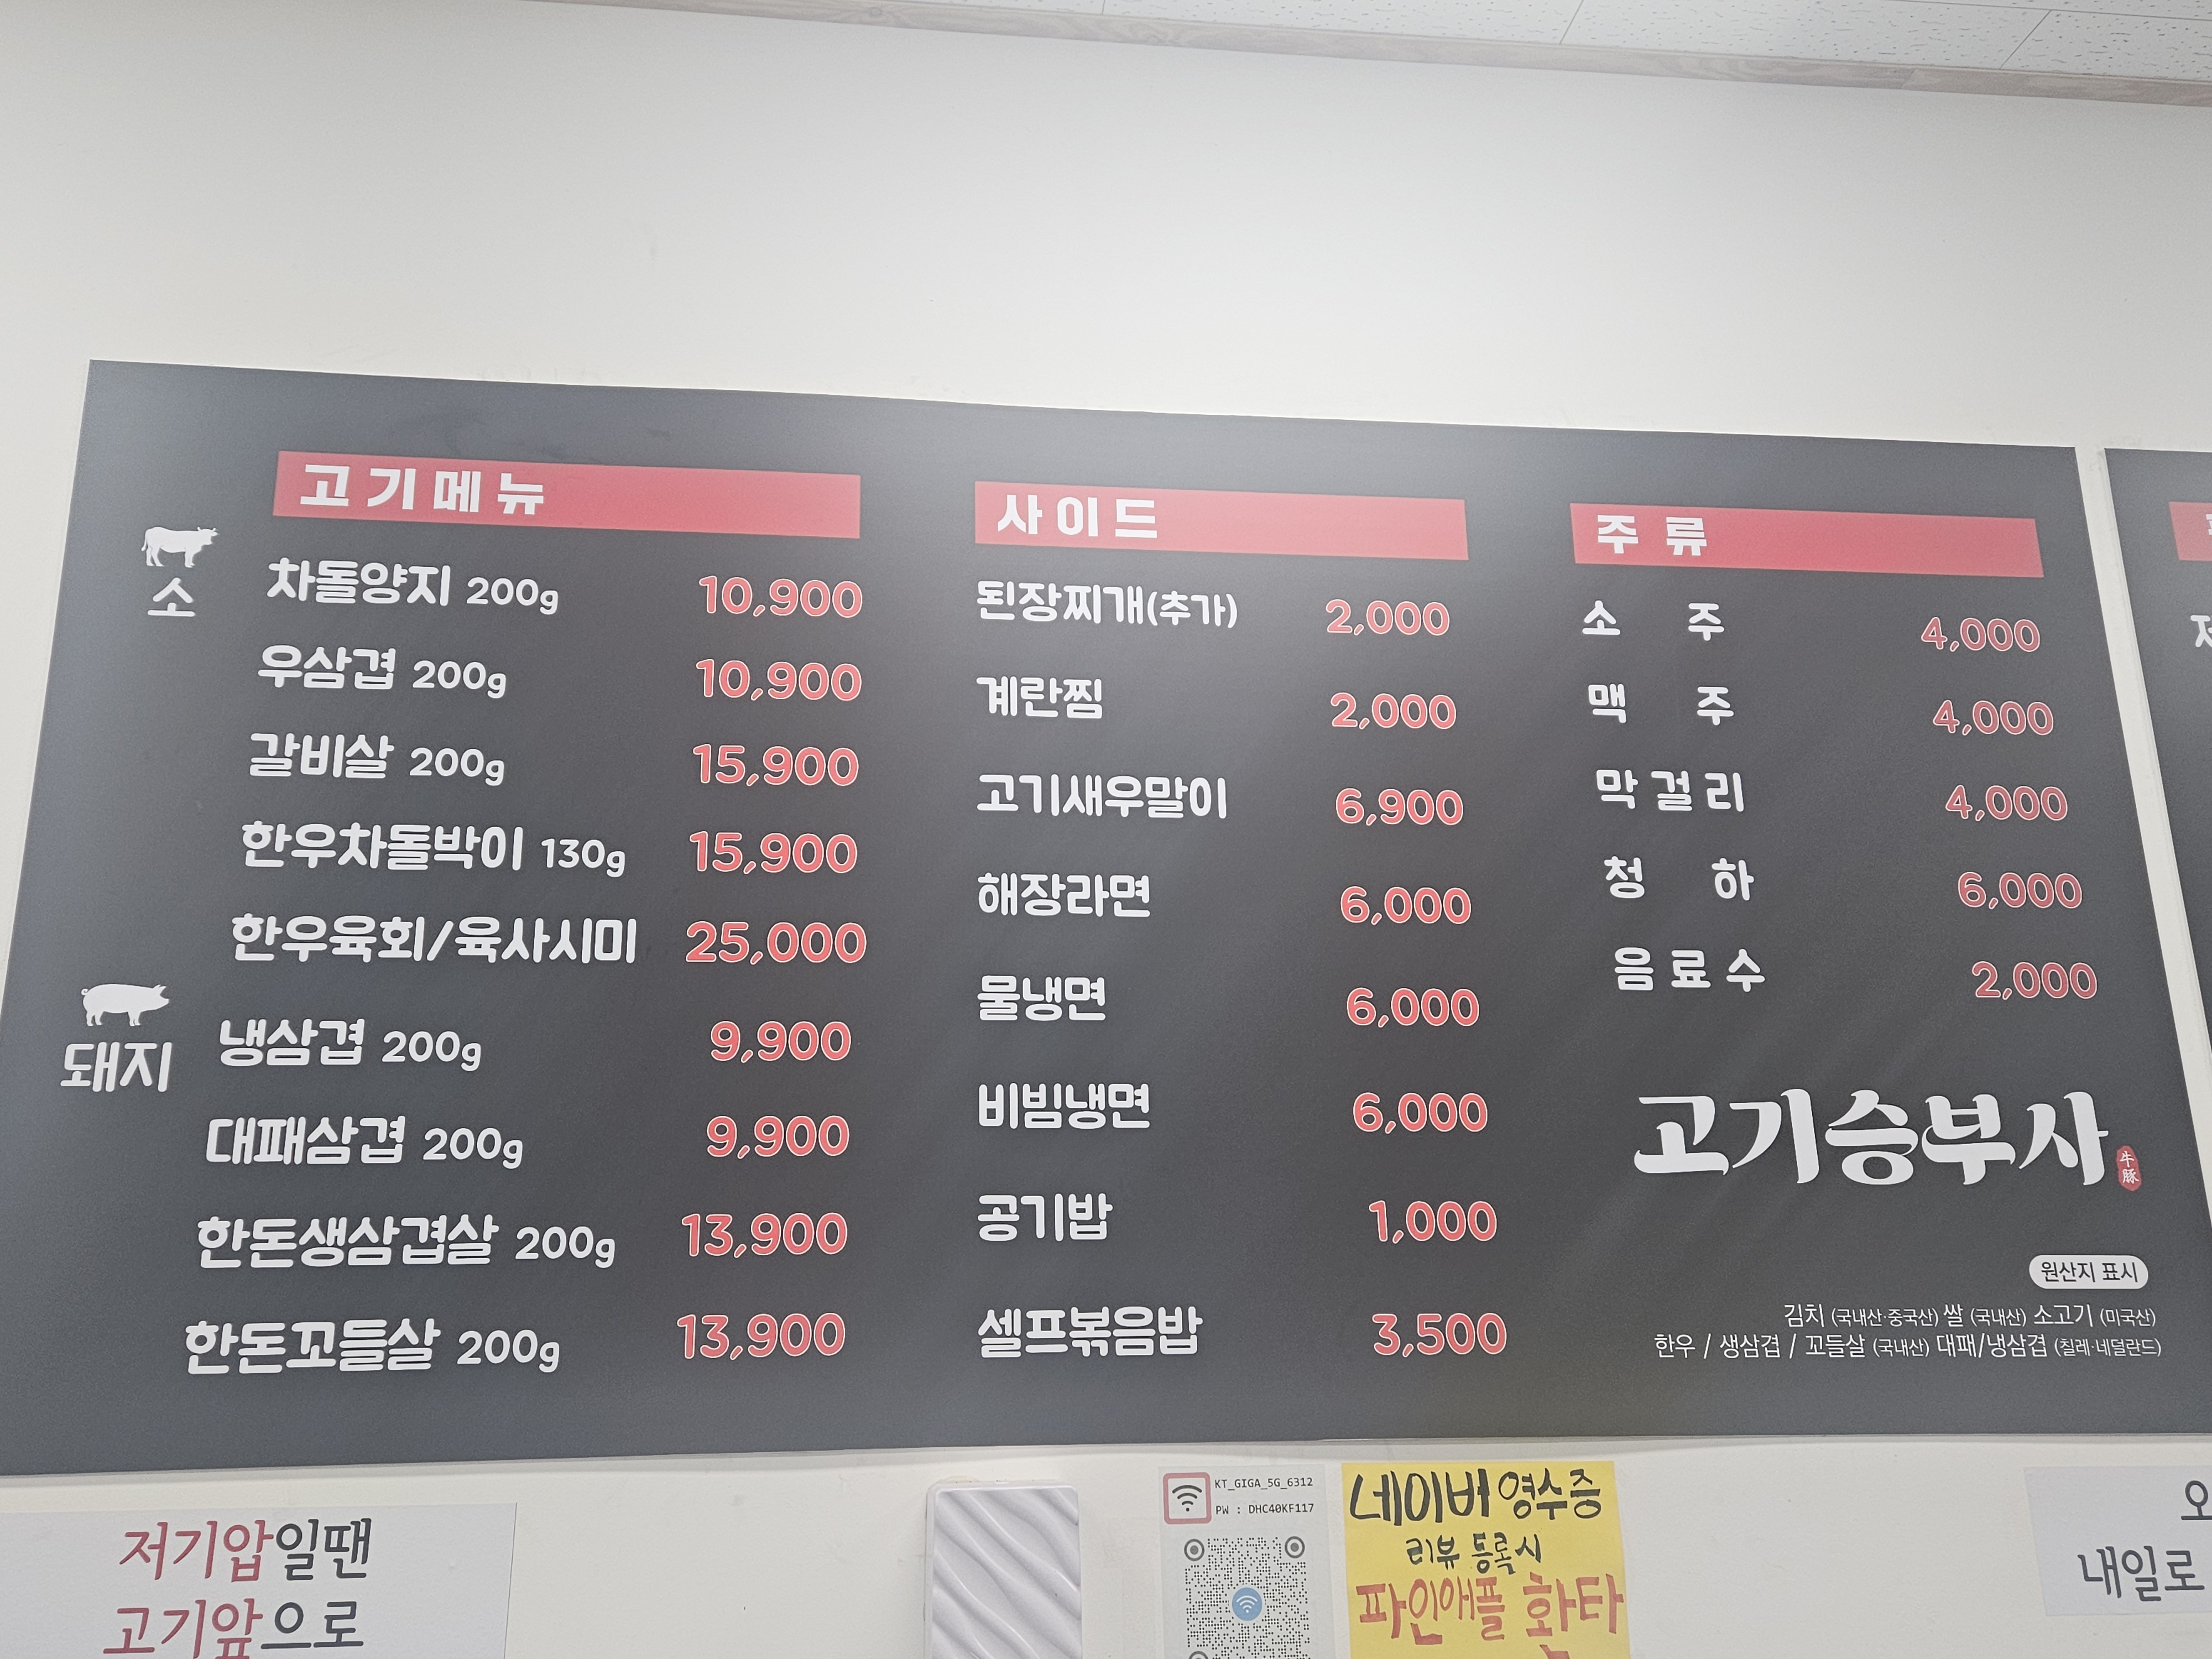 고기메뉴
소
차돌양지 200g 10,900
우삼겹 200g 10,900
갈비살 200g 15,900
한우차돌박이 130g 15,900
한우육회/육사시미 25,000
돼지
냉삼겹 200g 9,900
대패삼겹 200g 9,900
한돈생삼겹살 200g 13,900
한돈꼬들살 200g 13,900
사이드
된장찌개(추가) 2,000
계란찜 2,000
고기새우말이 6,900
해장라면 6,000
물냉면 6,000
비빔냉면 6,000
공기밥 1,000
셀프볶음밥 3,500
주 류
소 주 4,000
맥 주 4,000
막걸리 4,000
청 하 6,000
음료수 2,000
고기승부사
牛豚
원산지 표시
김치 (국내산·중국산) 쌀 (국내산) 소고기 (미국산)
한우 / 생삼겹 / 꼬들살 (국내산) 대패/냉삼겹 (칠레·네덜란드)
저기압일땐
고기앞으로
KT_GIGA_5G_6312
PW : DHC40KF117
네이버 영수증
리뷰 등록시
파인애플 환타
내일로